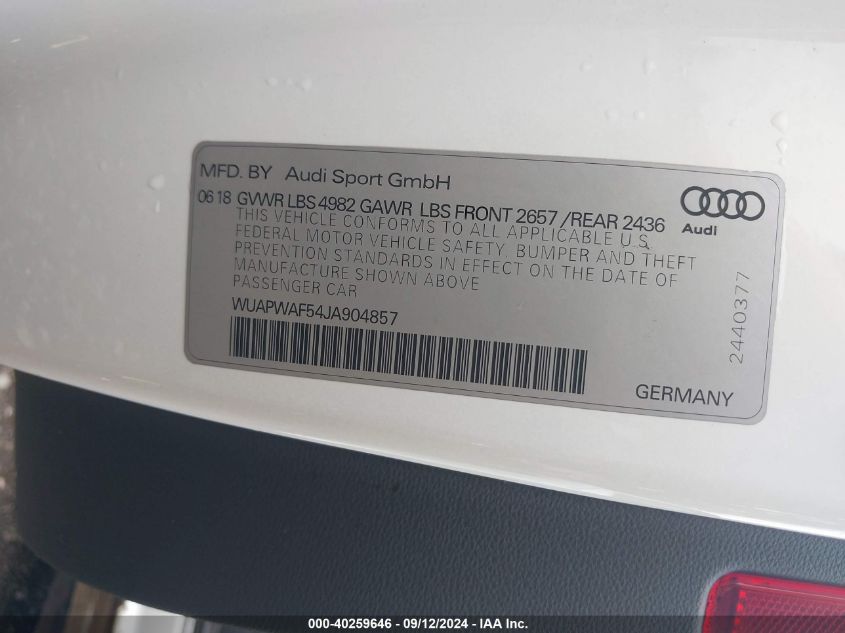 MFD. BY Audi Sport GmbH
06 18 GVWR LBS 4982 GAWR LBS FRONT 2657 /REAR 2436
THIS VEHICLE CONFORMS TO ALL APPLICABLE U.S.
FEDERAL MOTOR VEHICLE SAFETY, BUMPER AND THEFT
PREVENTION STANDARDS IN EFFECT ON THE DATE OF
MANUFACTURE SHOWN ABOVE
PASSENGER CAR
WUAPWAF54JA904857
Audi
2440377
GERMANY
000-40259646 - 09/12/2024 - IAA Inc.